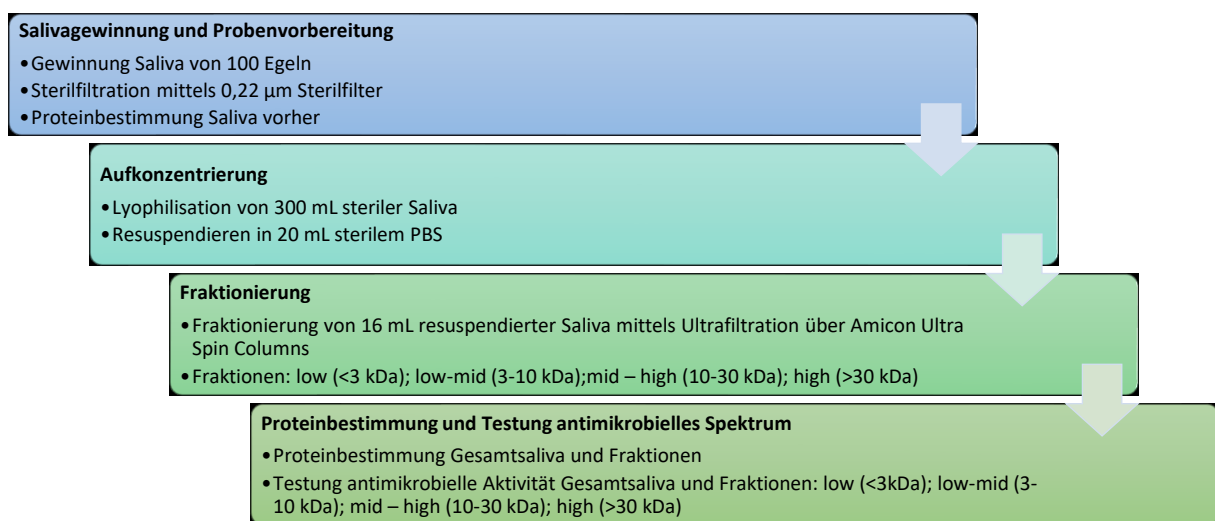 Salivagewinnung und Probenvorbereitung
•Gewinnung Saliva von 100 Egeln
•Sterilfiltration mittels 0,22 µm Sterilfilter
•Proteinbestimmung Saliva vorher
Aufkonzentrierung
•Lyophilisation von 300 mL steriler Saliva
•Resuspendieren in 20 mL sterilem PBS
Fraktionierung
•Fraktionierung von 16 mL resuspendierter Saliva mittels Ultrafiltration über Amicon Ultra
Spin Columns
•Fraktionen: low (<3 kDa); low-mid (3-10 kDa);mid – high (10-30 kDa); high (>30 kDa)
Proteinbestimmung und Testung antimikrobielles Spektrum
•Proteinbestimmung Gesamtsaliva und Fraktionen
•Testung antimikrobielle Aktivität Gesamtsaliva und Fraktionen: low (<3kDa); low-mid (3-
10 kDa); mid – high (10-30 kDa); high (>30 kDa)